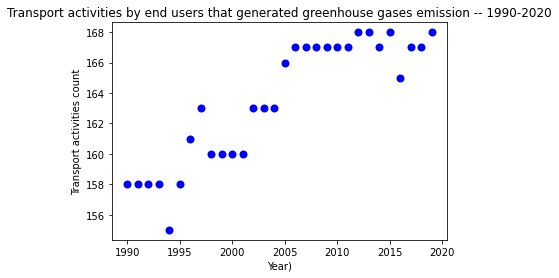 Transport activities by end users that generated greenhouse gases emission -- 1990-2020
168
166
164
162
160
158
156
Transport activities count
1990 1995 2000 2005 2010 2015 2020
Year)